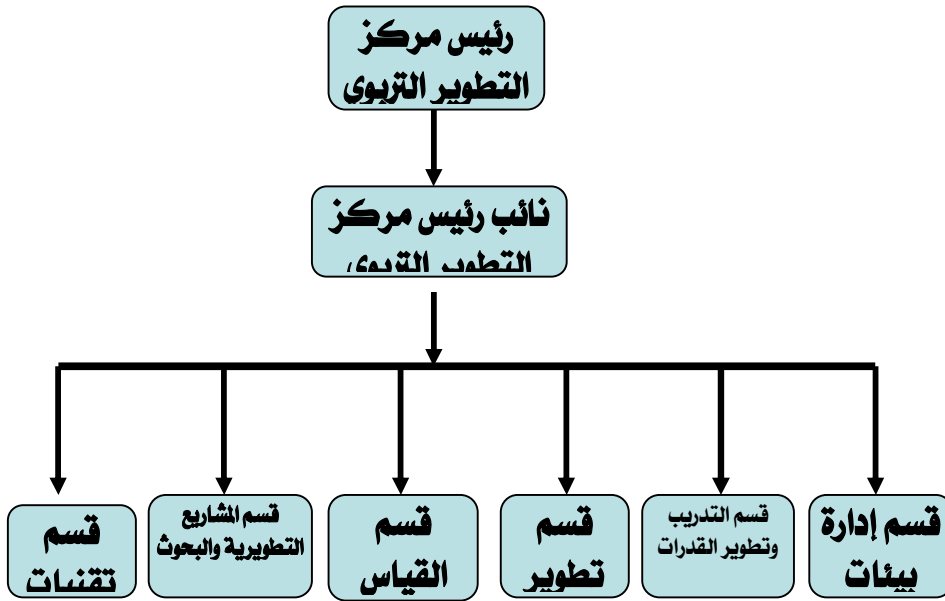 رئيس مركز
التطوير التربوي
نائب رئيس مركز
التطوير التربوي
قسم إدارة
بيئات
قسم التدريب
وتطوير القدرات
قسم
تطوير
قسم
القياس
قسم المشاريع
التطويرية والبحوث
قسم
تقنيات